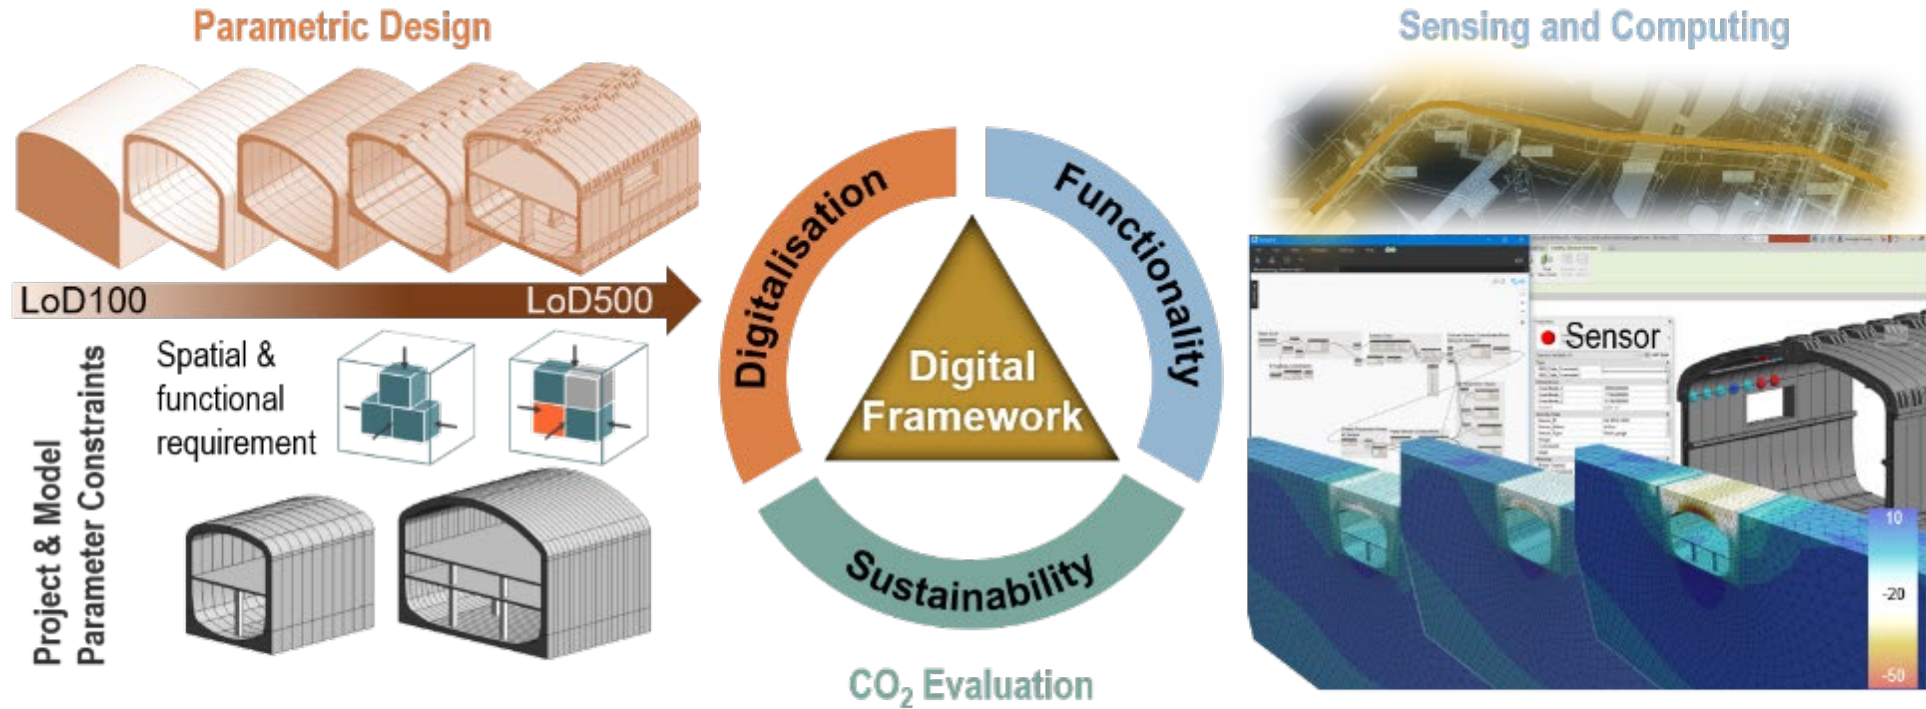 Parametric Design
LoD100
LoD500
Project & Model
Parameter Constraints
Spatial &
functional
requirement
Digitalisation
Functionality
Sustainability
Digital
Framework
CO₂ Evaluation
Sensing and Computing
Sensor
10
-20
-50